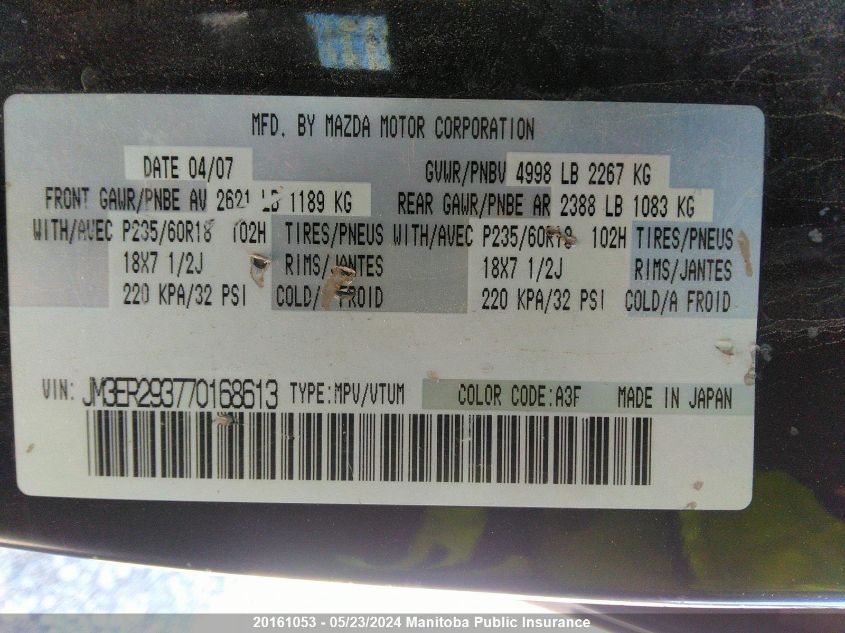 MFD. BY MAZDA MOTOR CORPORATION
DATE 04/07 GVWR/PNBV 4998 LB 2267 KG
FRONT GAWR/PNBE AV 2621 LB 1189 KG REAR GAWR/PNBE AR 2388 LB 1083 KG
WITH/AVEC P235/60R18 102H TIRES/PNEUS WITH/AVEC P235/60R18 102H TIRES/PNEUS
18X7 1/2J RIMS/JANTES 18X7 1/2J RIMS/JANTES
220 KPA/32 PSI COLD/A FROID 220 KPA/32 PSI COLD/A FROID
VIN: JM3ER293770168613 TYPE:MPV/VTUM COLOR CODE:A3F MADE IN JAPAN
20161053 - 05/23/2024 Manitoba Public Insurance